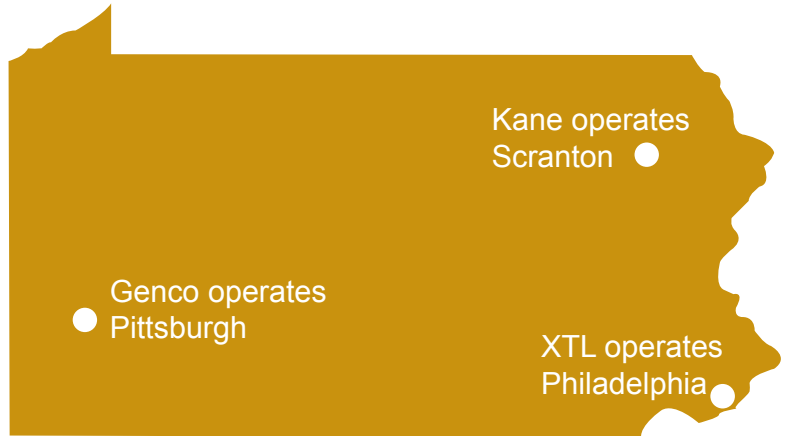 Kane operates
Scranton
Genco operates
Pittsburgh
XTL operates
Philadelphia